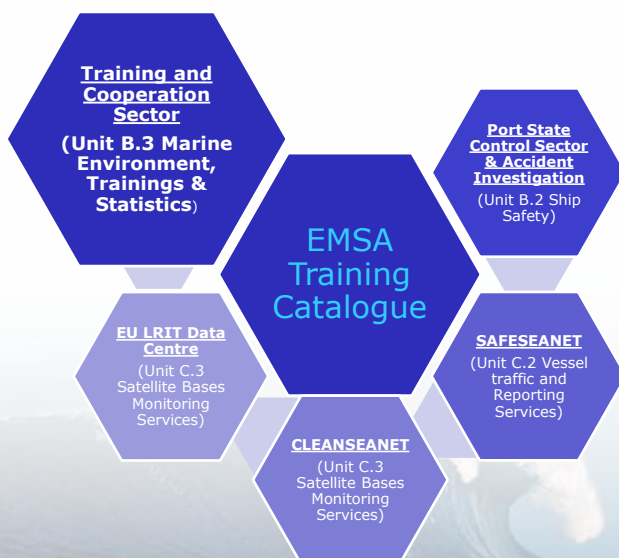 Training and
Cooperation
Sector
(Unit B.3 Marine
Environment,
Trainings &
Statistics)
Port State
Control Sector
& Accident
Investigation
(Unit B.2 Ship
Safety)
EMSA
Training
Catalogue
EU LRIT Data
Centre
(Unit C.3
Satellite Bases
Monitoring
Services)
SAFESEANET
(Unit C.2 Vessel
traffic and
Reporting
Services)
CLEANSEANET
(Unit C.3
Satellite Bases
Monitoring
Services)